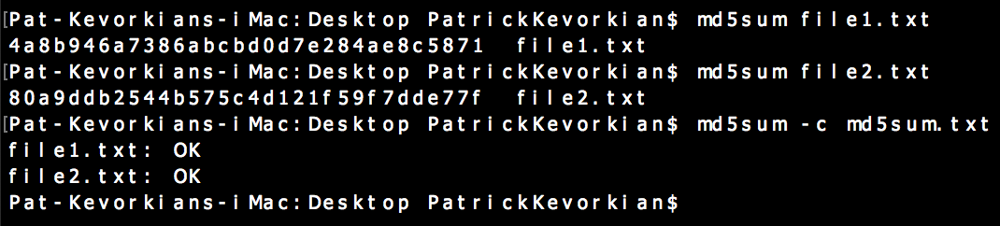 [Pat-Kevorkians-iMac:Desktop PatrickKevorkian$ md5sum file1.txt
4a8b946a7386abcbd0d7e284ae8c5871  file1.txt
[Pat-Kevorkians-iMac:Desktop PatrickKevorkian$ md5sum file2.txt
80a9ddb2544b575c4d121f59f7dde77f  file2.txt
[Pat-Kevorkians-iMac:Desktop PatrickKevorkian$ md5sum -c md5sum.txt
file1.txt: OK
file2.txt: OK
Pat-Kevorkians-iMac:Desktop PatrickKevorkian$